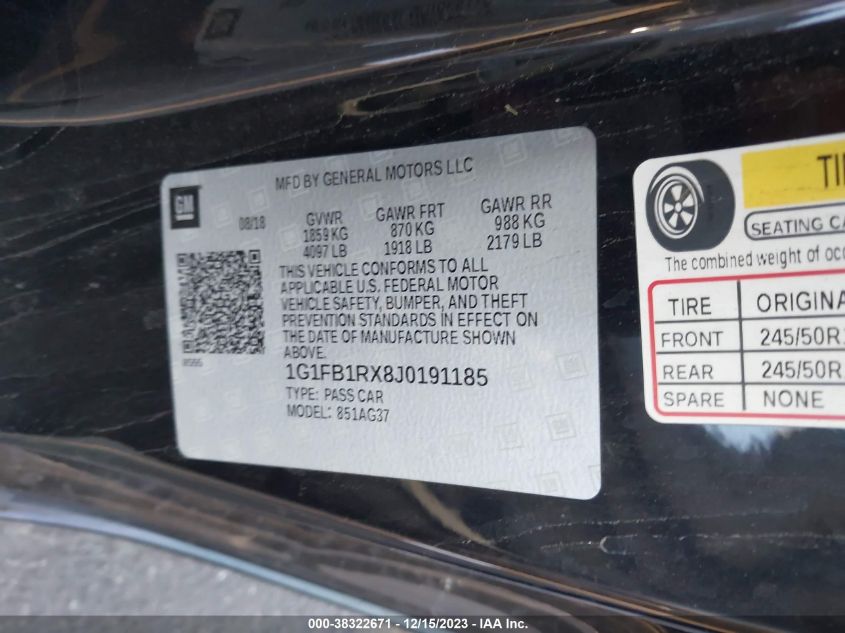 MFD BY GENERAL MOTORS LLC
GM
08/18
GVWR GAWR FRT GAWR RR
1859 KG 870 KG 988 KG
4097 LB 1918 LB 2179 LB
THIS VEHICLE CONFORMS TO ALL
APPLICABLE U.S. FEDERAL MOTOR
VEHICLE SAFETY, BUMPER, AND THEFT
PREVENTION STANDARDS IN EFFECT ON
THE DATE OF MANUFACTURE SHOWN
ABOVE.
1G1FB1RX8J0191185
TYPE: PASS CAR
MODEL: 851AG37
TI
SEATING CA
The combined weight of occ
TIRE ORIGINA
FRONT 245/50R1
REAR 245/50R
SPARE NONE
000-38322671 - 12/15/2023 - IAA Inc.